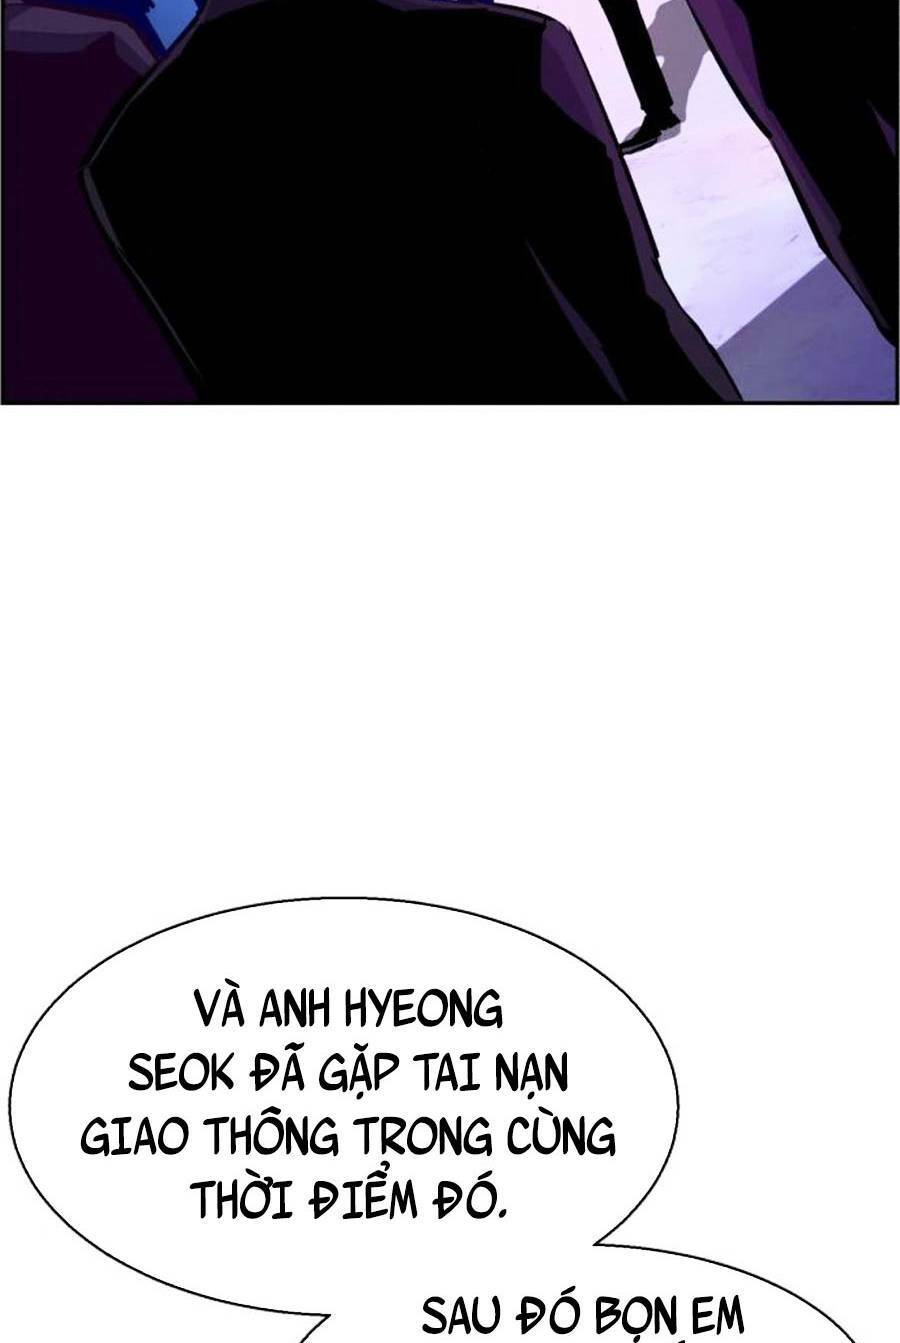 VÀ ANH HYEONG
SEOK ĐÃ GẶP TAI NẠN
GIAO THÔNG TRONG CÙNG
THỜI ĐIỂM ĐÓ.
SAU ĐÓ BỌN EM